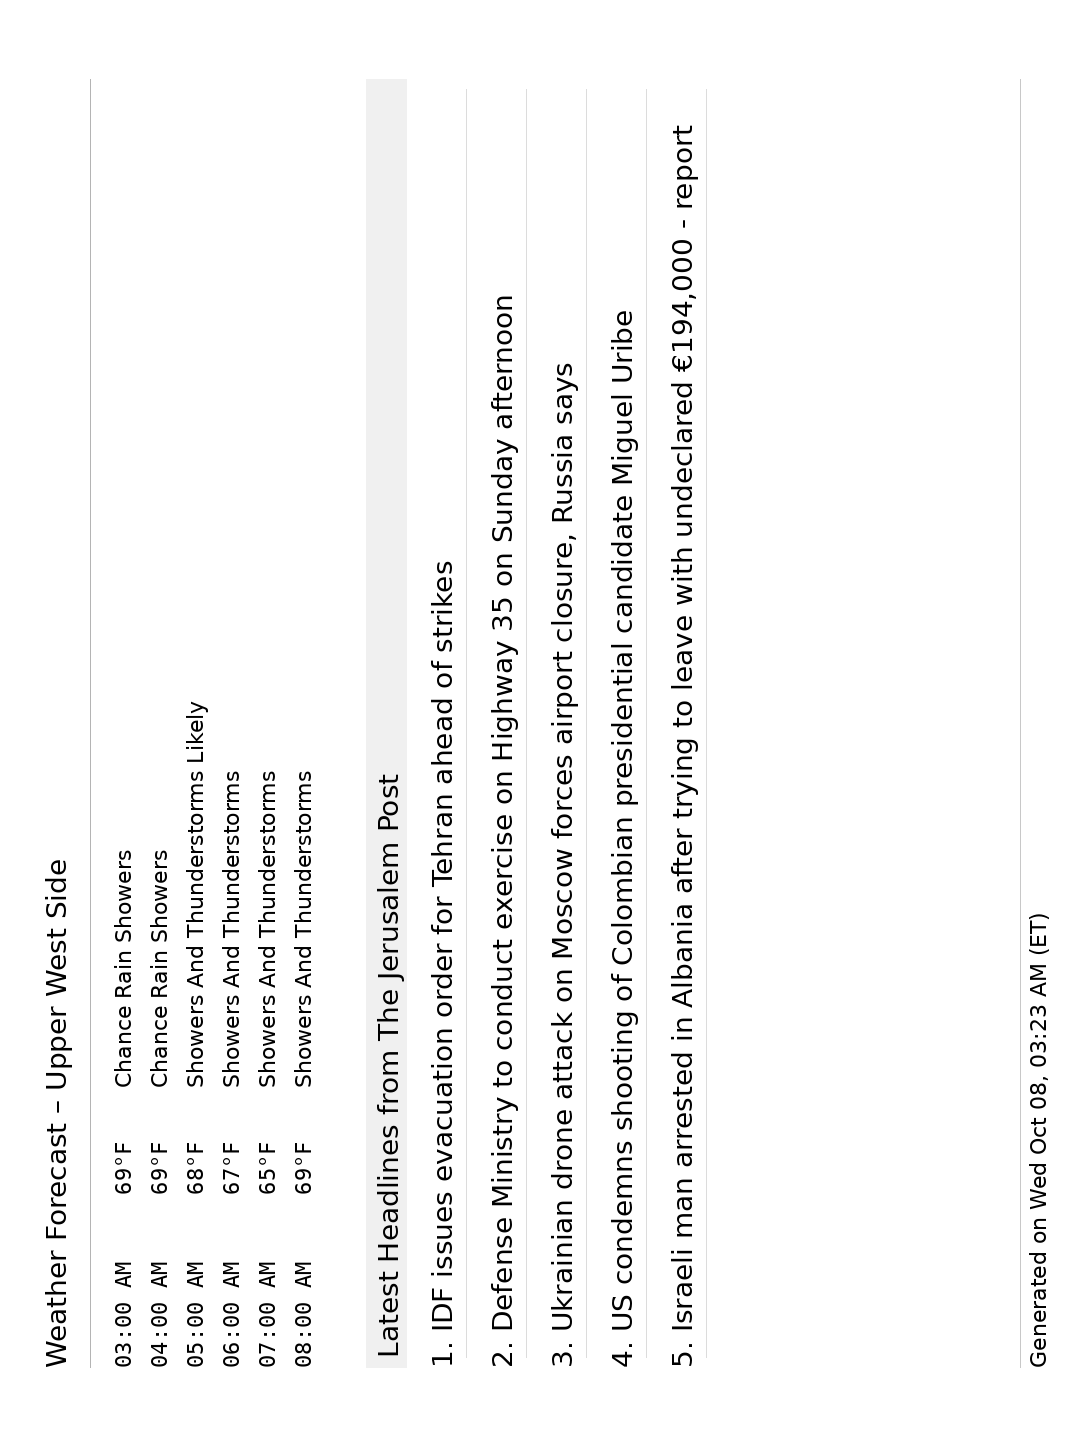 Weather Forecast – Upper West Side
03:00 AM 69°F Chance Rain Showers
04:00 AM 69°F Chance Rain Showers
05:00 AM 68°F Showers And Thunderstorms Likely
06:00 AM 67°F Showers And Thunderstorms
07:00 AM 65°F Showers And Thunderstorms
08:00 AM 69°F Showers And Thunderstorms
Latest Headlines from The Jerusalem Post
1. IDF issues evacuation order for Tehran ahead of strikes
2. Defense Ministry to conduct exercise on Highway 35 on Sunday afternoon
3. Ukrainian drone attack on Moscow forces airport closure, Russia says
4. US condemns shooting of Colombian presidential candidate Miguel Uribe
5. Israeli man arrested in Albania after trying to leave with undeclared €194,000 - report
Generated on Wed Oct 08, 03:23 AM (ET)